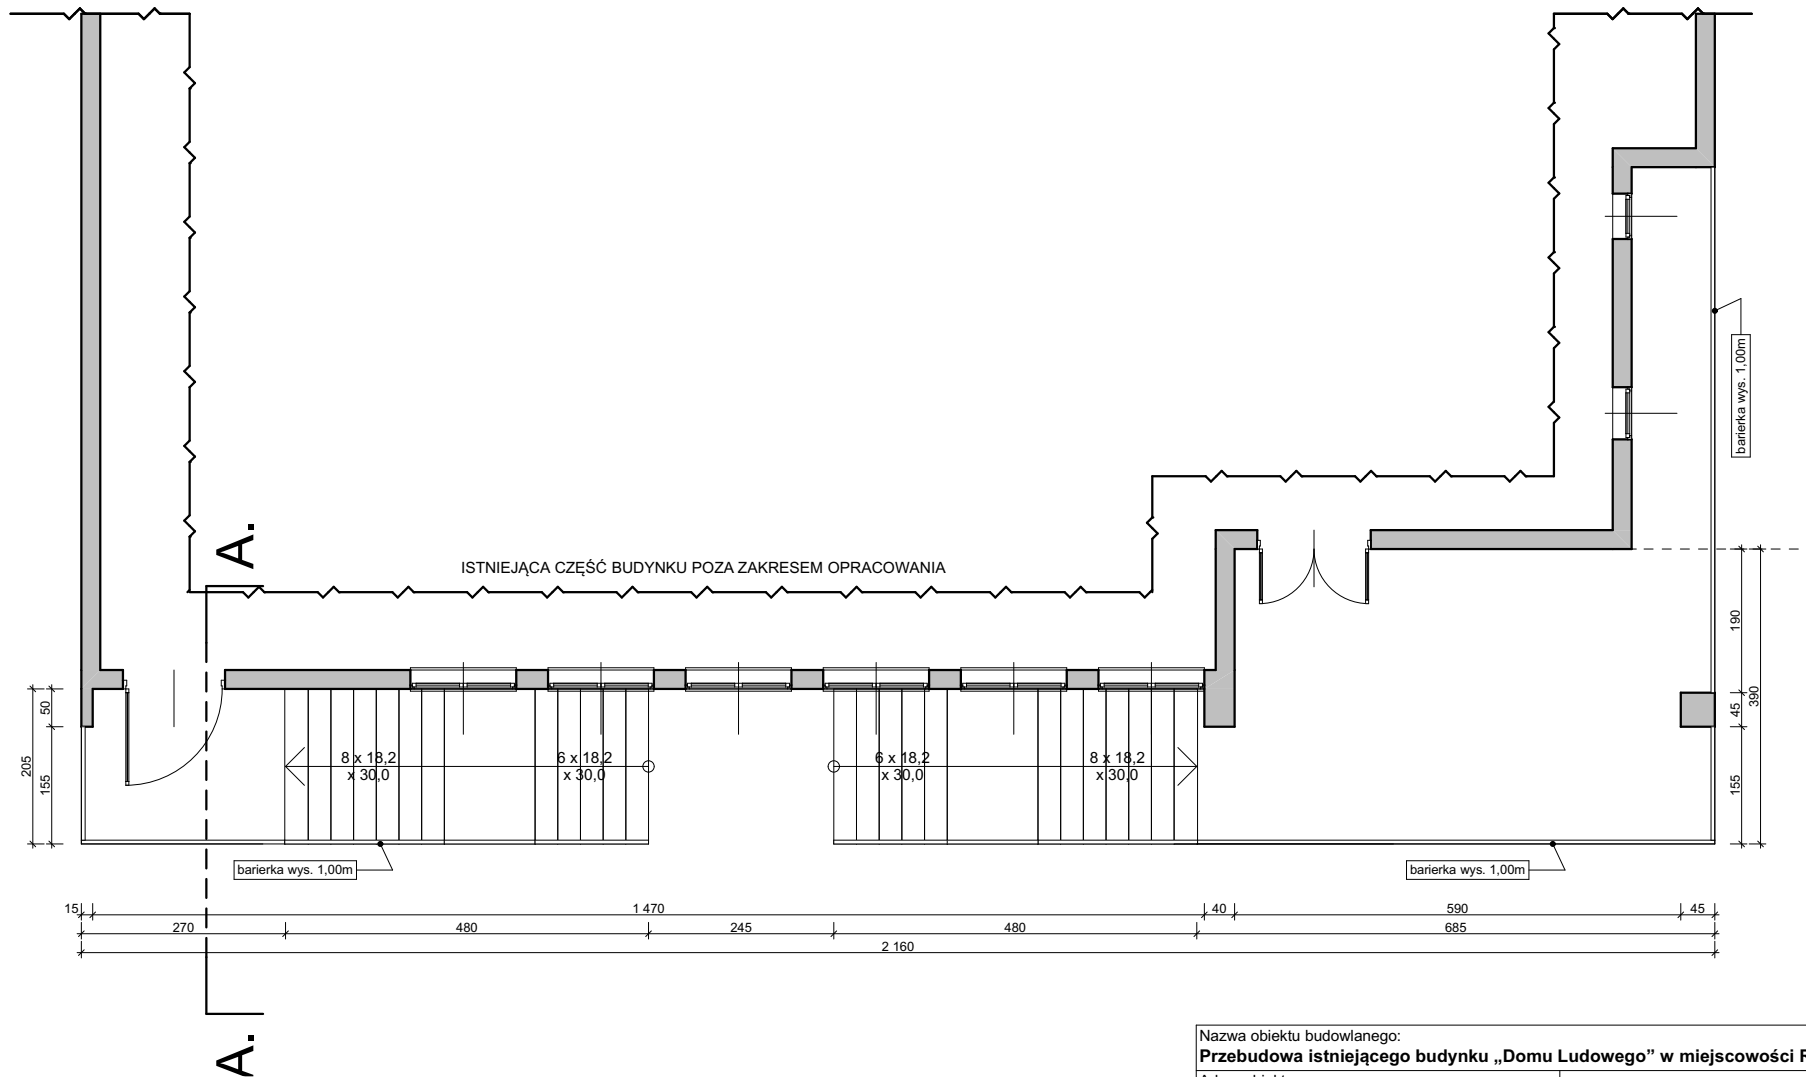 barierka wys. 1,00m
A.
ISTNIEJĄCA CZĘŚĆ BUDYNKU POZA ZAKRESEM OPRACOWANIA
190
390
45
155
50
205
155
8 x 18,2
x 30,0
6 x 18,2
x 30,0
6 x 18,2
x 30,0
8 x 18,2
x 30,0
barierka wys. 1,00m
barierka wys. 1,00m
15 1 470 40 590 45
270 480 245 480 685
2 160
A.
Nazwa obiektu budowlanego:
Przebudowa istniejącego budynku „Domu Ludowego” w miejscowości